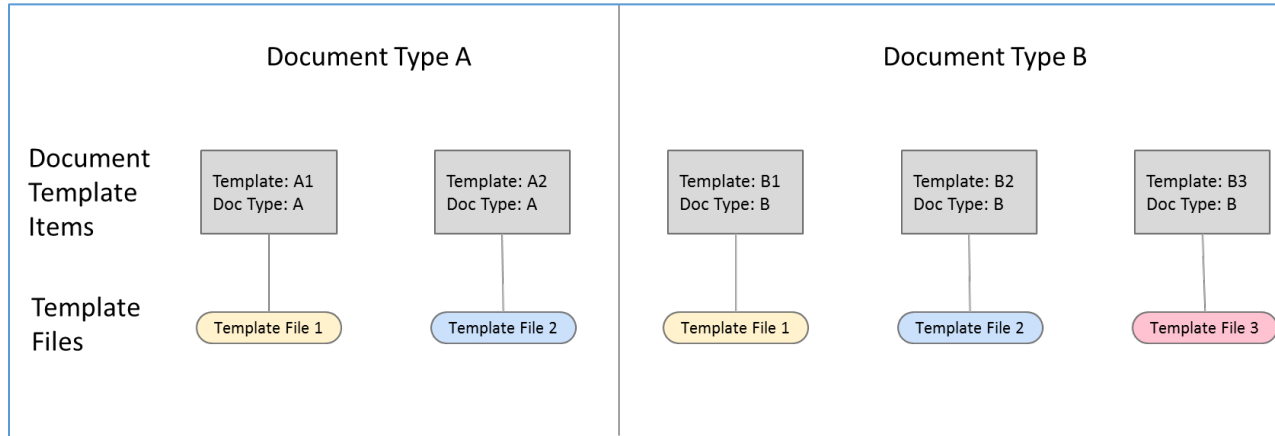 Document Type A
Document Type B
Document
Template
Items
Template: A1
Doc Type: A
Template: A2
Doc Type: A
Template: B1
Doc Type: B
Template: B2
Doc Type: B
Template: B3
Doc Type: B
Template
Files
Template File 1
Template File 2
Template File 1
Template File 2
Template File 3